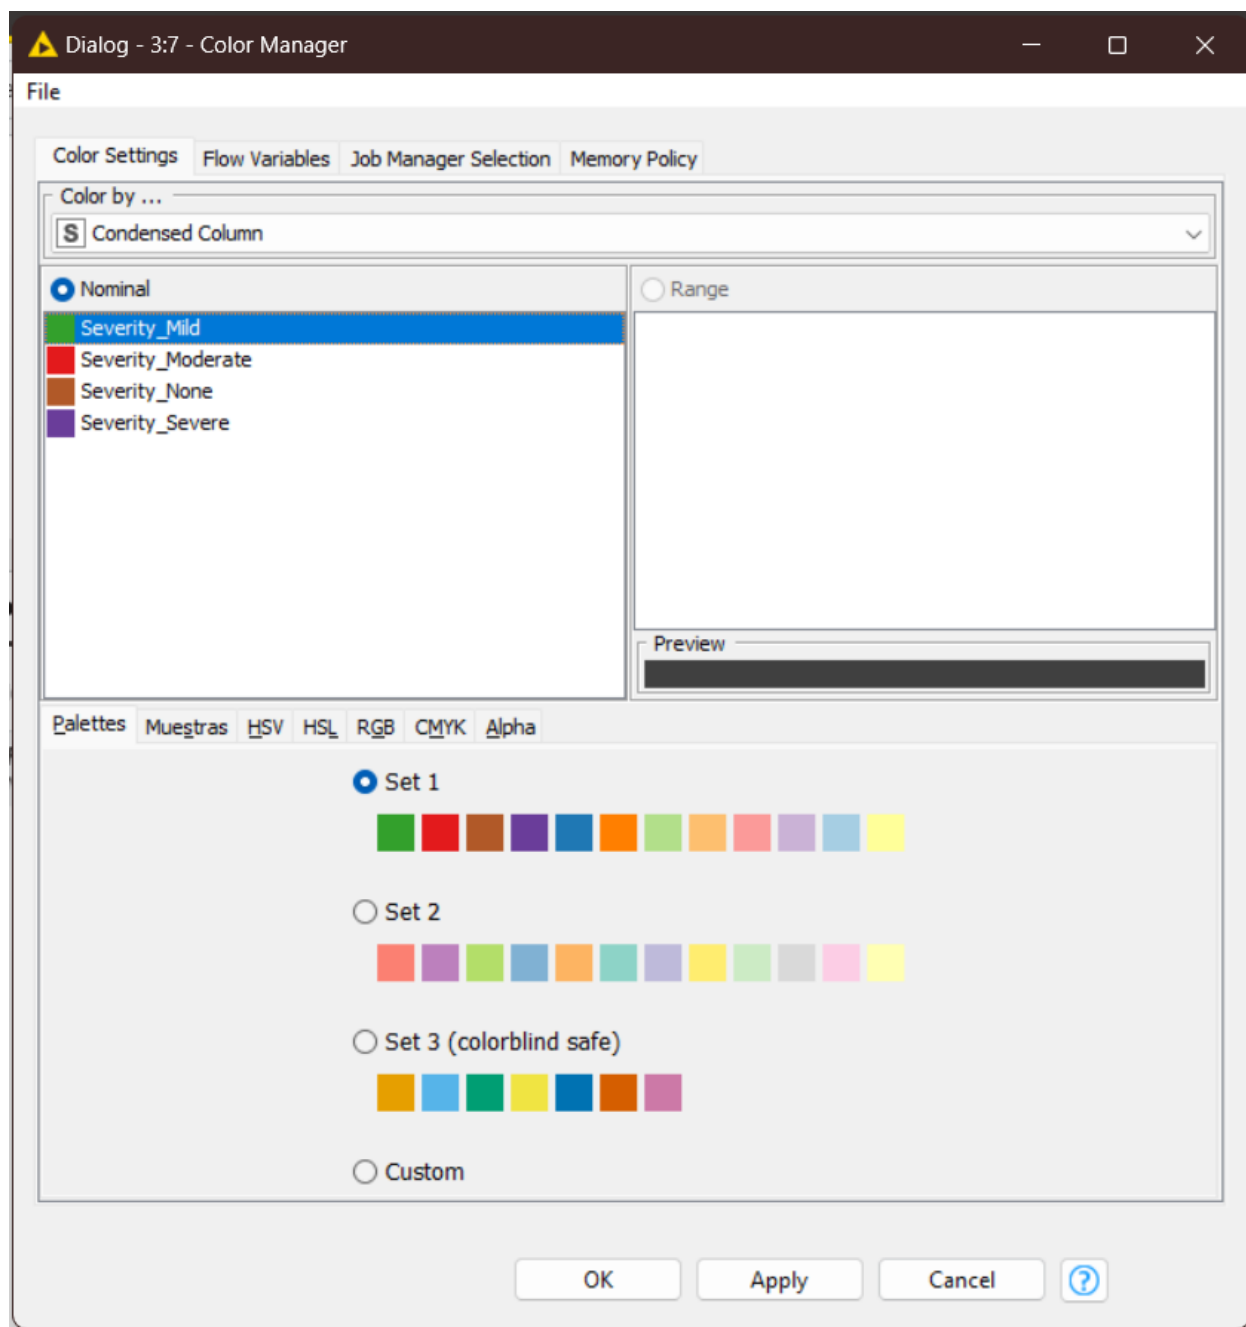 Dialog - 3:7 - Color Manager
File
Color Settings Flow Variables Job Manager Selection Memory Policy
Color by ...
S Condensed Column
Nominal
Range
Severity_Mild
Severity_Moderate
Severity_None
Severity_Severe
Preview
Palettes Muestras HSV HSL RGB CMYK Alpha
Set 1
Set 2
Set 3 (colorblind safe)
Custom
OK Apply Cancel ?